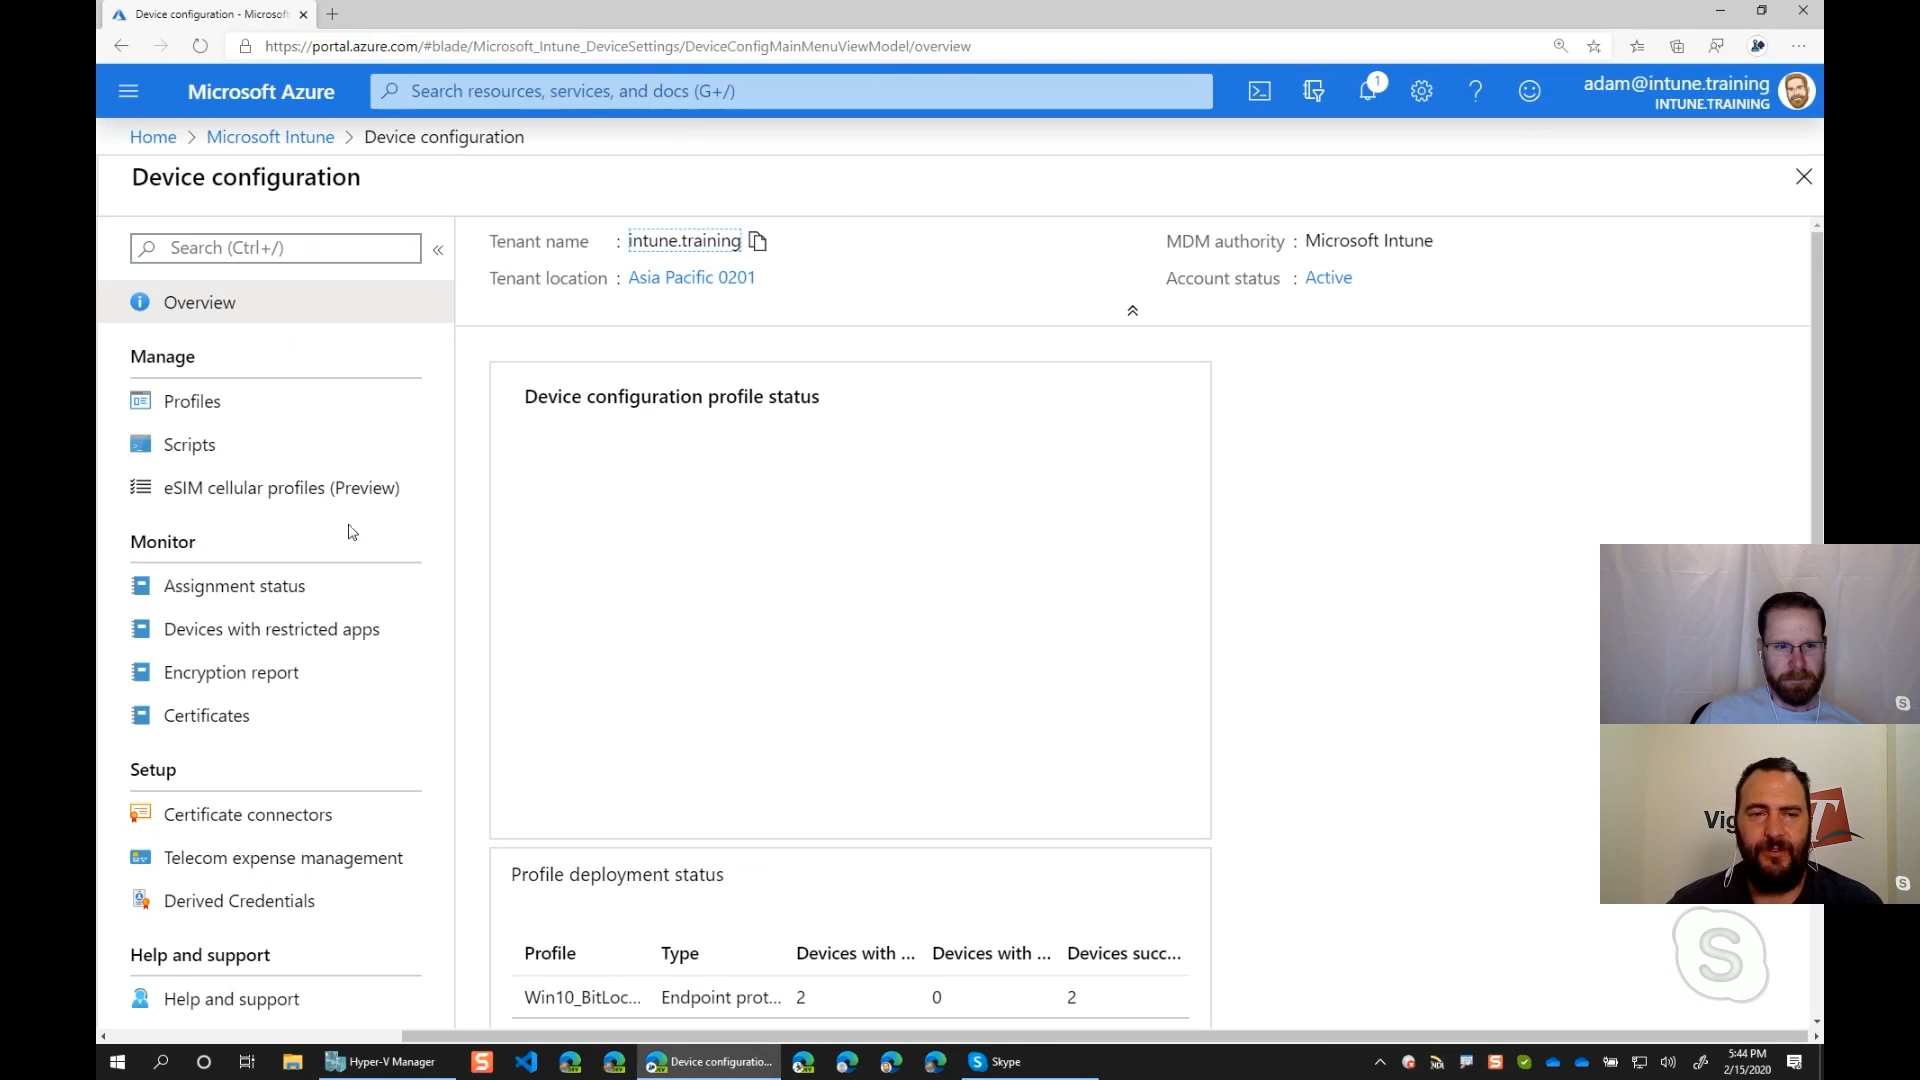 Device configuration - Microsoft
https://portal.azure.com/#blade/Microsoft_Intune_DeviceSettings/DeviceConfigMainMenuViewModel/overview
Microsoft Azure
Search resources, services, and docs (G+/)
1
adam@intune.training
INTUNE.TRAINING
Home > Microsoft Intune > Device configuration
Device configuration
Search (Ctrl+/)
Overview
Manage
Profiles
Scripts
eSIM cellular profiles (Preview)
Monitor
Assignment status
Devices with restricted apps
Encryption report
Certificates
Setup
Certificate connectors
Telecom expense management
Derived Credentials
Help and support
Help and support
Tenant name : intune.training
Tenant location : Asia Pacific 0201
MDM authority : Microsoft Intune
Account status : Active
Device configuration profile status
Profile deployment status
Profile Type Devices with ... Devices with ... Devices succ...
Win10_BitLoc... Endpoint prot... 2 0 2
Vig
T
S
Hyper-V Manager
Device configuratio...
Skype
5:44 PM
2/15/2020